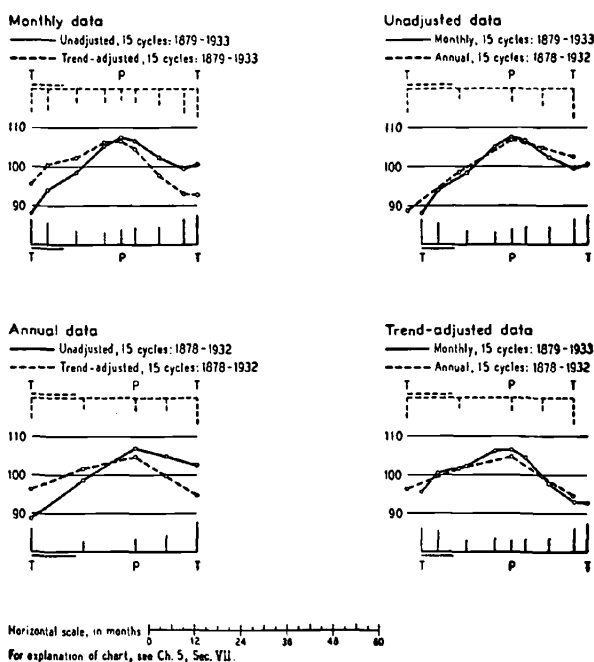 Monthly data
Unadjusted, 15 cycles: 1879-1933
Trend-adjusted, 15 cycles: 1879-1933
T P T
110
100
90
T P T
Unadjusted data
Monthly, 15 cycles: 1879-1933
Annual, 15 cycles: 1878-1932
T P T
110
100
90
T P T
Annual data
Unadjusted, 15 cycles: 1878-1932
Trend-adjusted, 15 cycles: 1878-1932
T P T
110
100
90
T P T
Trend-adjusted data
Monthly, 15 cycles: 1879-1933
Annual, 15 cycles: 1878-1932
T P T
110
100
90
T P T
Horizontal scale, in months
0 12 24 36 48 60
For explanation of chart, see Ch. 5, Sec. VII.